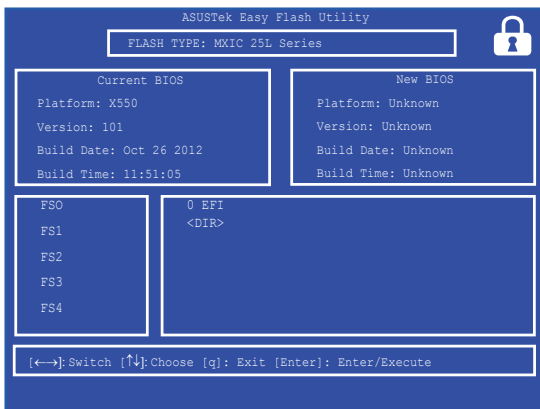 ASUSTek Easy Flash Utility
FLASH TYPE: MXIC 25L Series
Current BIOS
Platform: X550
Version: 101
Build Date: Oct 26 2012
Build Time: 11:51:05
New BIOS
Platform: Unknown
Version: Unknown
Build Date: Unknown
Build Time: Unknown
FSO
FS1
FS2
FS3
FS4
0 EFI
<DIR>
[←→]: Switch [↑↓]: Choose [q]: Exit [Enter]: Enter/Execute